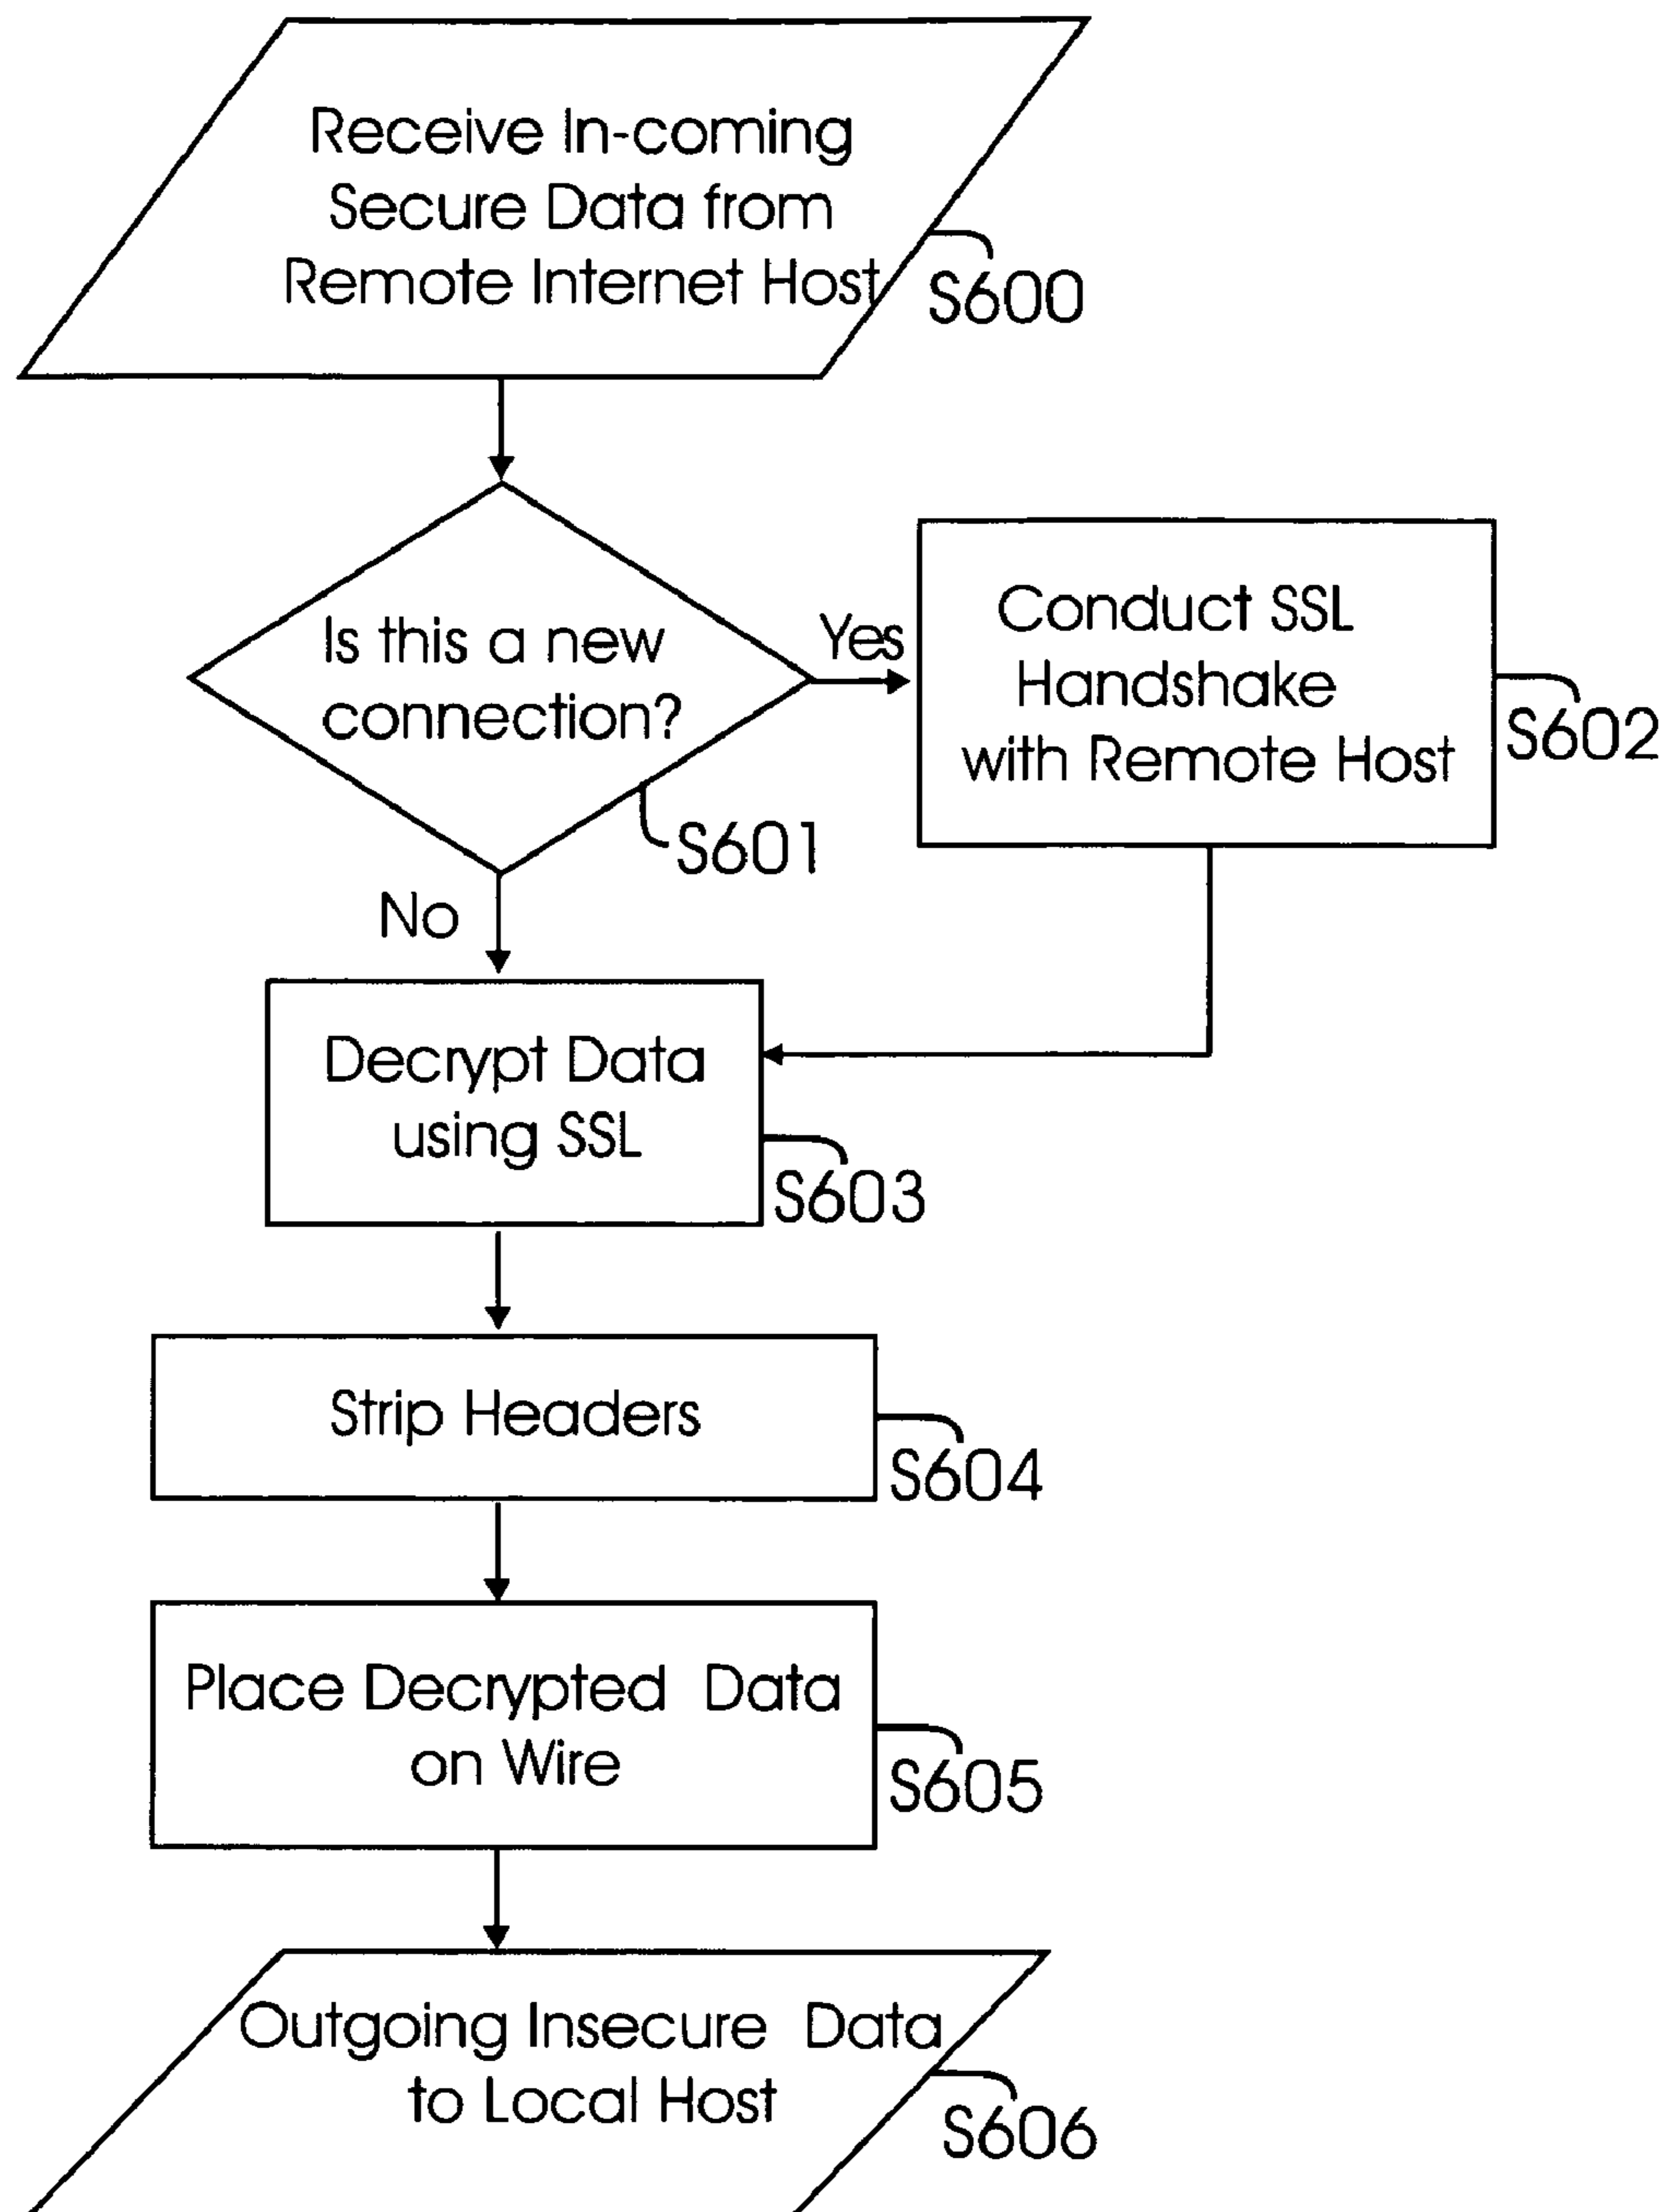 Receive In-coming
Secure Data from
Remote Internet Host
S600
Is this a new
connection?
S601
Yes
Conduct SSL
Handshake
with Remote Host
S602
No
Decrypt Data
using SSL
S603
Strip Headers
S604
Place Decrypted Data
on Wire
S605
Outgoing Insecure Data
to Local Host
S606